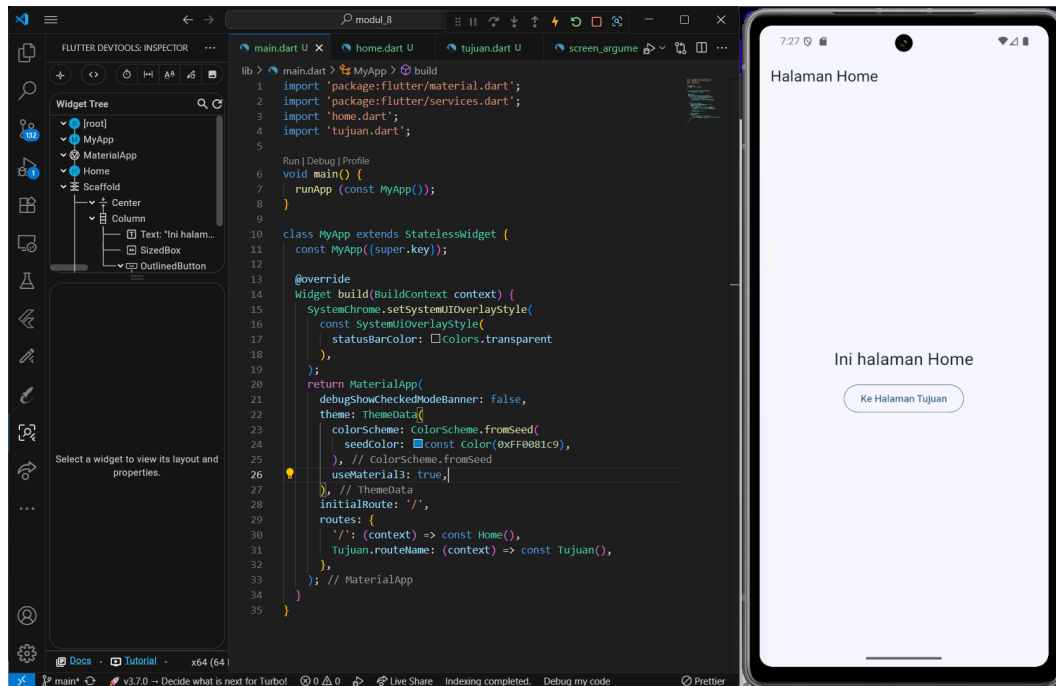 modul_8
FLUTTER DEVTOOLS: INSPECTOR ...
Widget Tree
[root]
MyApp
MaterialApp
Home
Scaffold
Center
Column
Text: "Ini halam...
SizedBox
OutlinedButton
Select a widget to view its layout and
properties.
Docs - Tutorial - x64 (64
132
1
main.dart U
home.dart U
tujuan.dart U
screen_argume
lib > main.dart > MyApp > build
1 import 'package:flutter/material.dart';
2 import 'package:flutter/services.dart';
3 import 'home.dart';
4 import 'tujuan.dart';
5
Run | Debug | Profile
6 void main() {
7 runApp (const MyApp());
8 }
9
10 class MyApp extends StatelessWidget {
11 const MyApp({super.key});
12
13 @override
14 Widget build(BuildContext context) {
15 SystemChrome.setSystemUIOverlayStyle(
16 const SystemUiOverlayStyle(
17 statusBarColor: Colors.transparent
18 ),
19 );
20 return MaterialApp(
21 debugShowCheckedModeBanner: false,
22 theme: ThemeData(
23 colorScheme: ColorScheme.fromSeed(
24 seedColor: const Color(0xFF0081c9),
25 ), // ColorScheme.fromSeed
26 useMaterial3: true,
27 ), // ThemeData
28 initialRoute: '/',
29 routes: {
30 '/': (context) => const Home(),
31 Tujuan.routeName: (context) => const Tujuan(),
32 },
33 ); // MaterialApp
34 }
35 }
main* v3.7.0 → Decide what is next for Turbo! 0 0 Live Share Indexing completed. Debug my code Prettier
7:27
Halaman Home
Ini halaman Home
Ke Halaman Tujuan